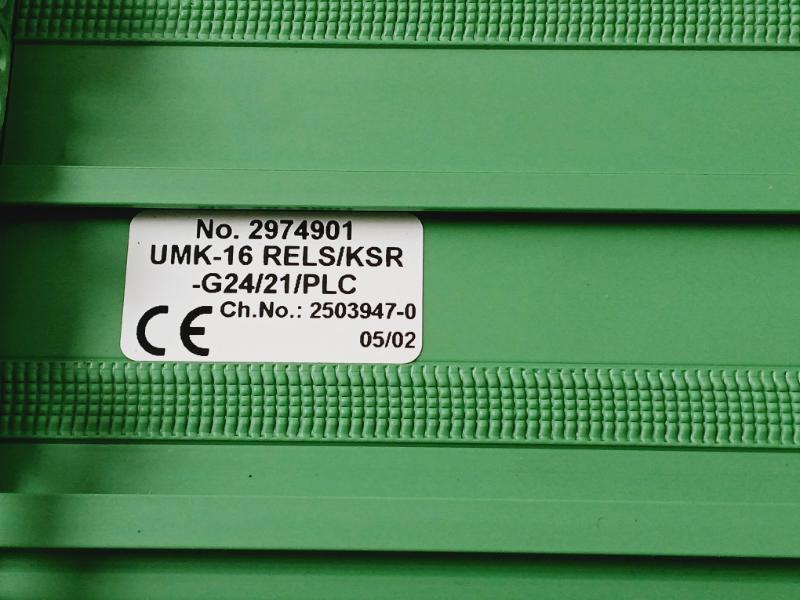 No. 2974901
UMK-16 RELS/KSR
-G24/21/PLC
CE Ch.No.: 2503947-0
05/02